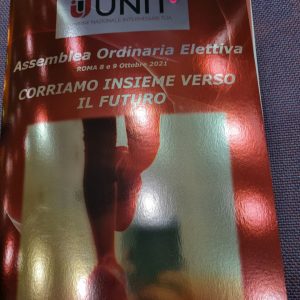 UNIT
Assemblea Ordinaria Elettiva
ROMA 8 e 9 Ottobre 2021
CORRIAMO INSIEME VERSO
IL FUTURO